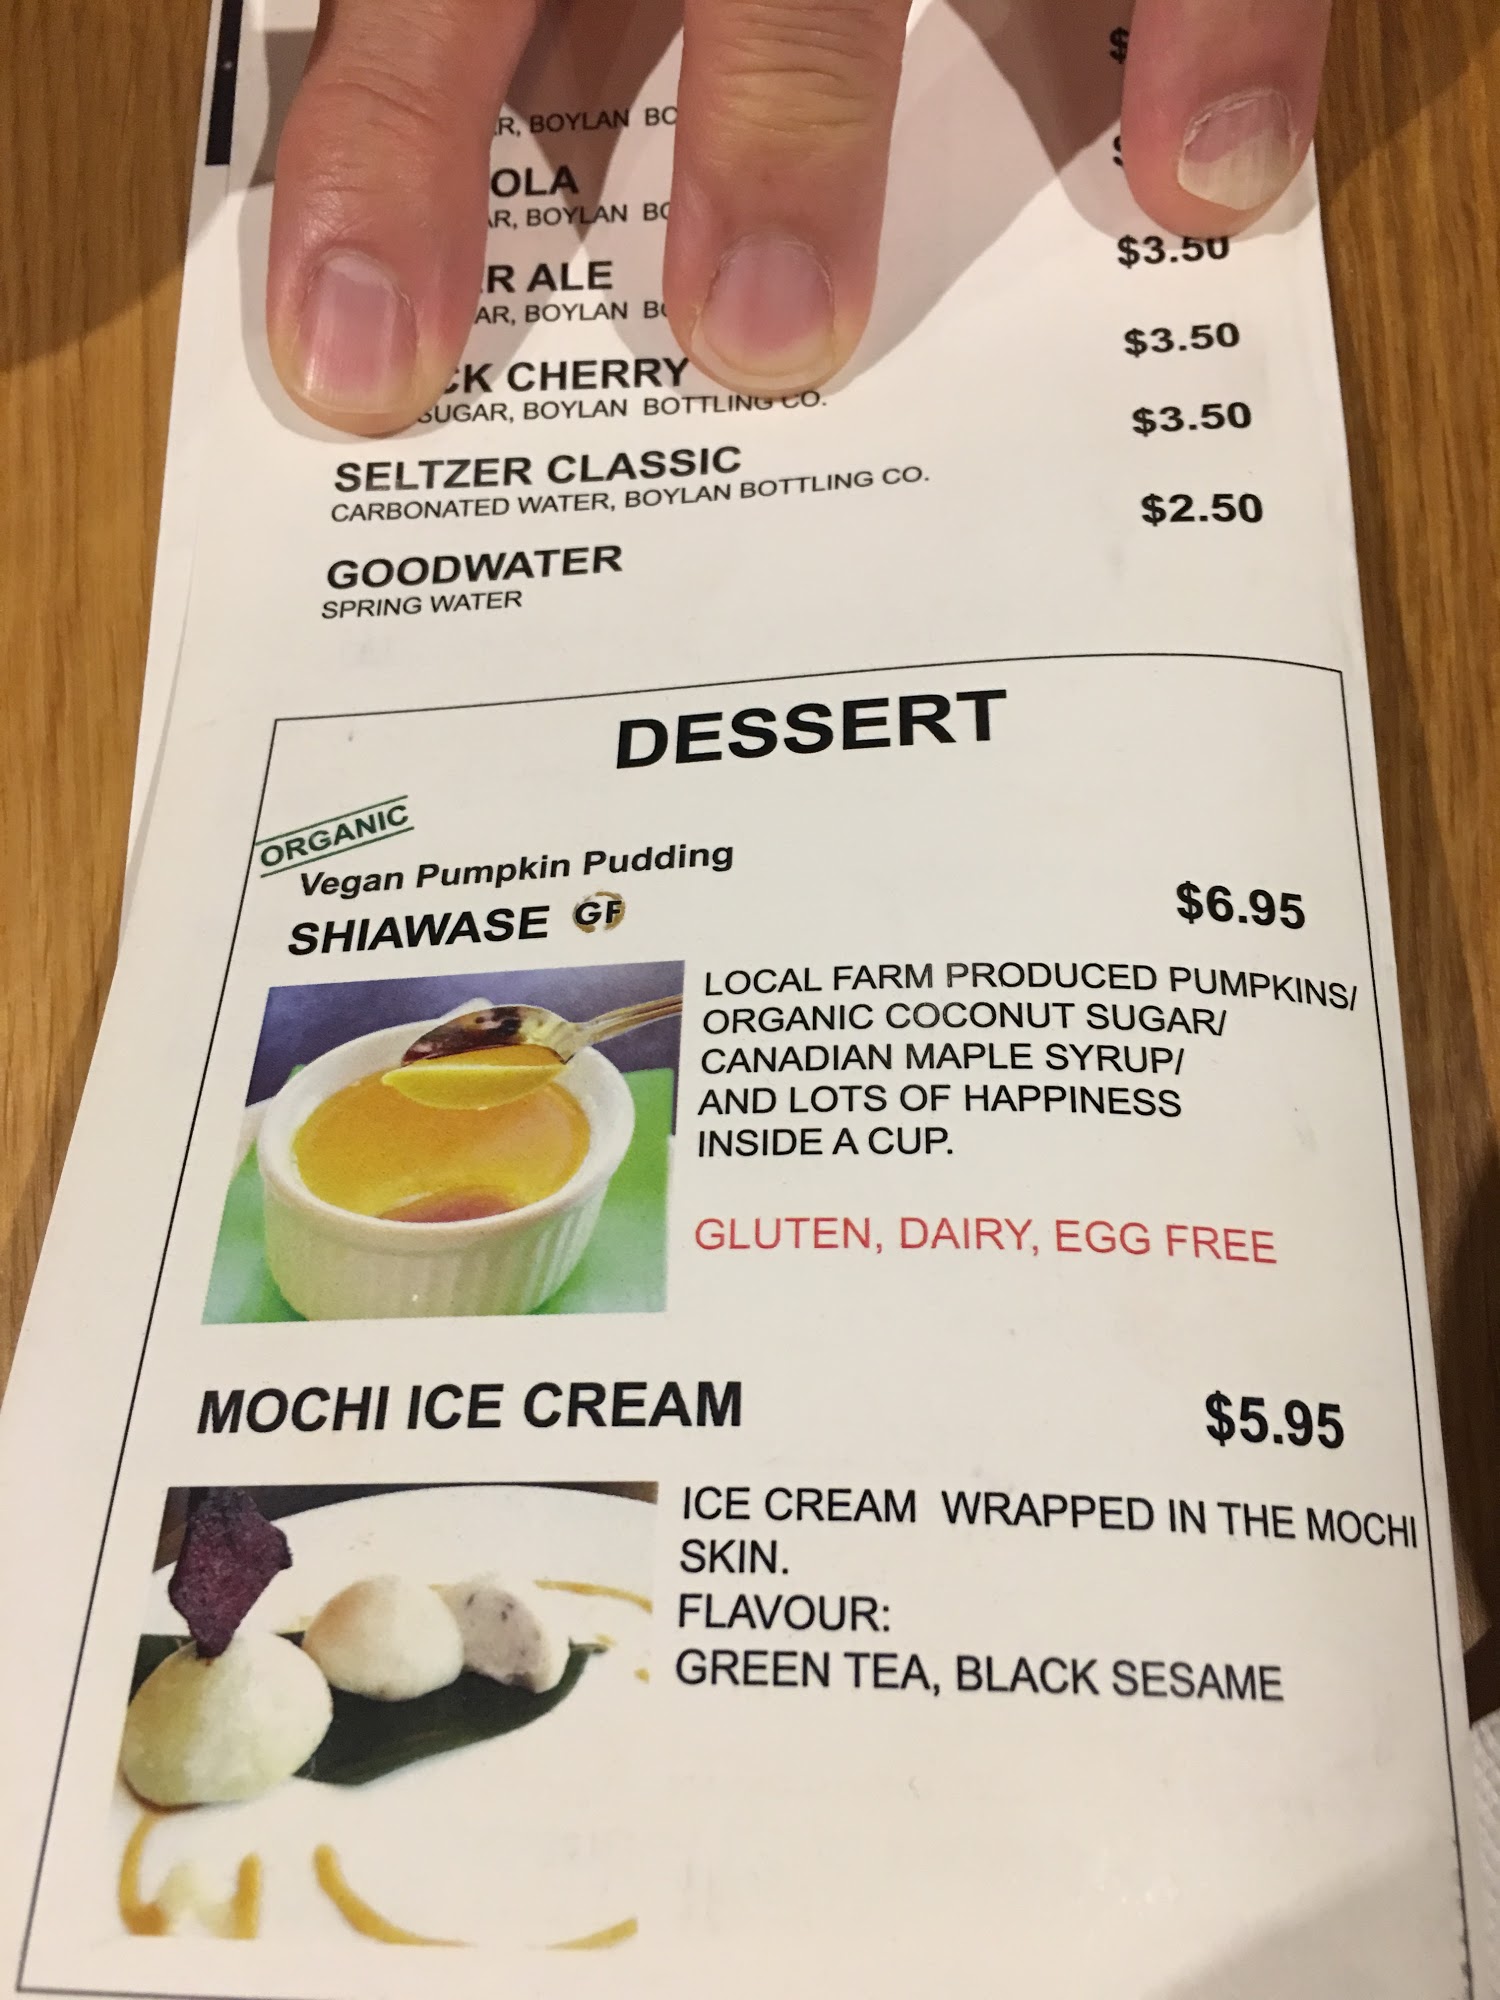 R, BOYLAN BO
OLA
AR, BOYLAN BO
$3.50
R ALE
AR, BOYLAN BO
$3.50
CK CHERRY
SUGAR, BOYLAN BOTTLING CO.
$3.50
SELTZER CLASSIC
CARBONATED WATER, BOYLAN BOTTLING CO.
$2.50
GOODWATER
SPRING WATER
DESSERT
ORGANIC
Vegan Pumpkin Pudding
SHIAWASE GF
$6.95
LOCAL FARM PRODUCED PUMPKINS/
ORGANIC COCONUT SUGAR/
CANADIAN MAPLE SYRUP/
AND LOTS OF HAPPINESS
INSIDE A CUP.
GLUTEN, DAIRY, EGG FREE
MOCHI ICE CREAM
$5.95
ICE CREAM WRAPPED IN THE MOCHI
SKIN.
FLAVOUR:
GREEN TEA, BLACK SESAME